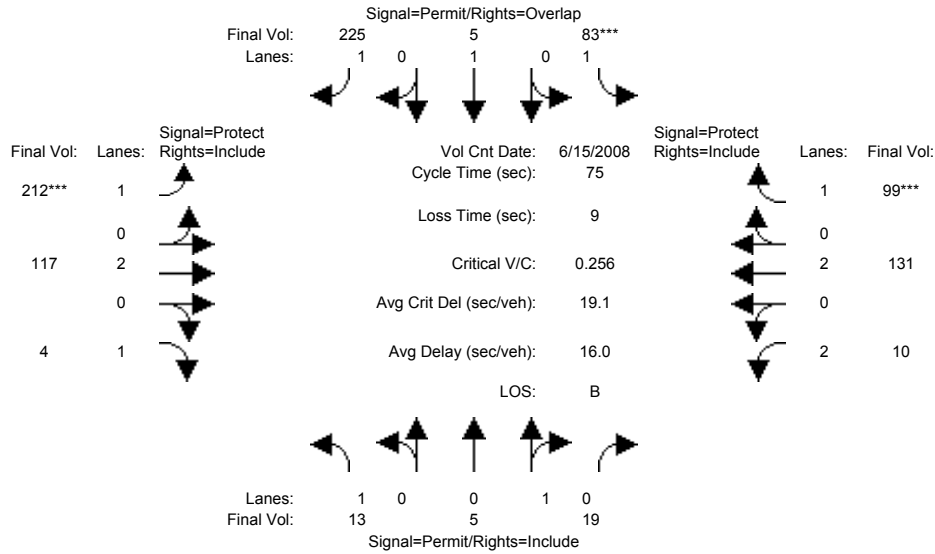 Signal=Permit/Rights=Overlap
Final Vol: 225 5 83***
Lanes: 1 0 1 0 1
Signal=Protect
Final Vol: Lanes: Rights=Include
Vol Cnt Date: 6/15/2008
Signal=Protect
Rights=Include Lanes: Final Vol:
Cycle Time (sec): 75
212*** 1
1 99***
Loss Time (sec): 9
0
0
117 2
Critical V/C: 0.256
2 131
0
Avg Crit Del (sec/veh): 19.1
0
4 1
Avg Delay (sec/veh): 16.0
2 10
LOS: B
Lanes: 1 0 0 1 0
Final Vol: 13 5 19
Signal=Permit/Rights=Include